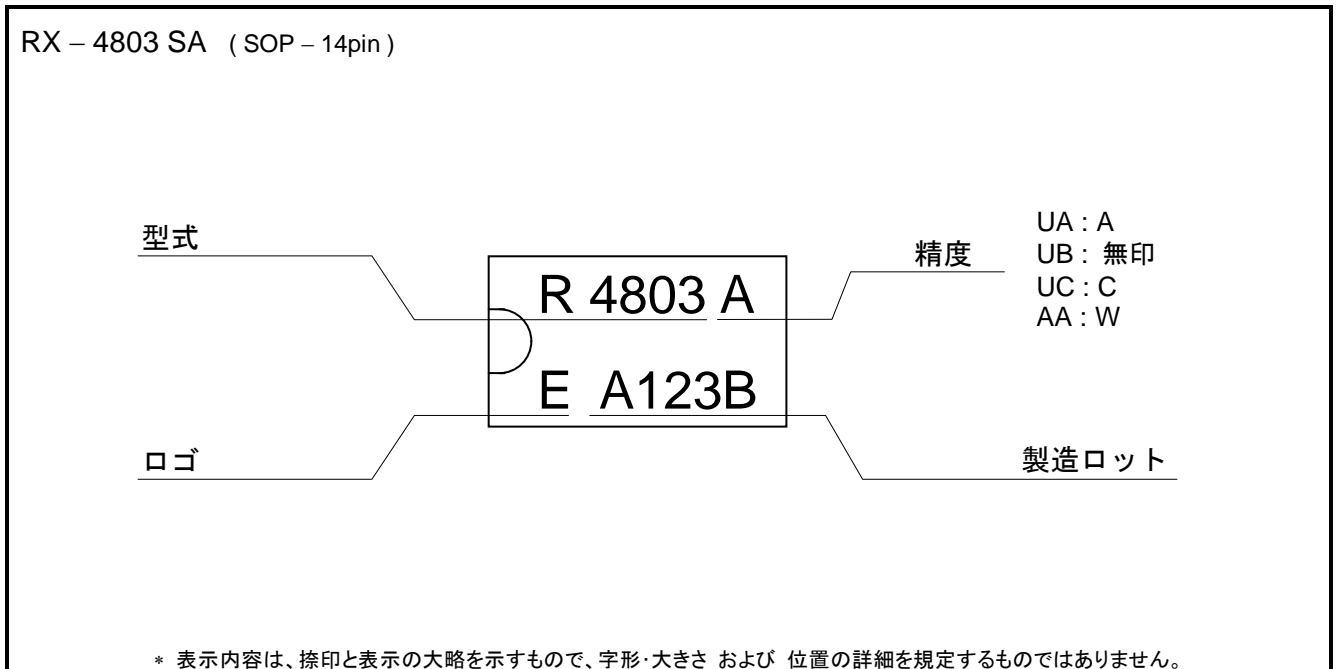 RX – 4803 SA ( SOP – 14pin )
型式
精度
UA : A
UB : 無印
UC : C
AA : W
R 4803 A
E A123B
ロゴ
製造ロット
* 表示内容は、捺印と表示の大略を示すもので、字形･大きさ および 位置の詳細を規定するものではありません。